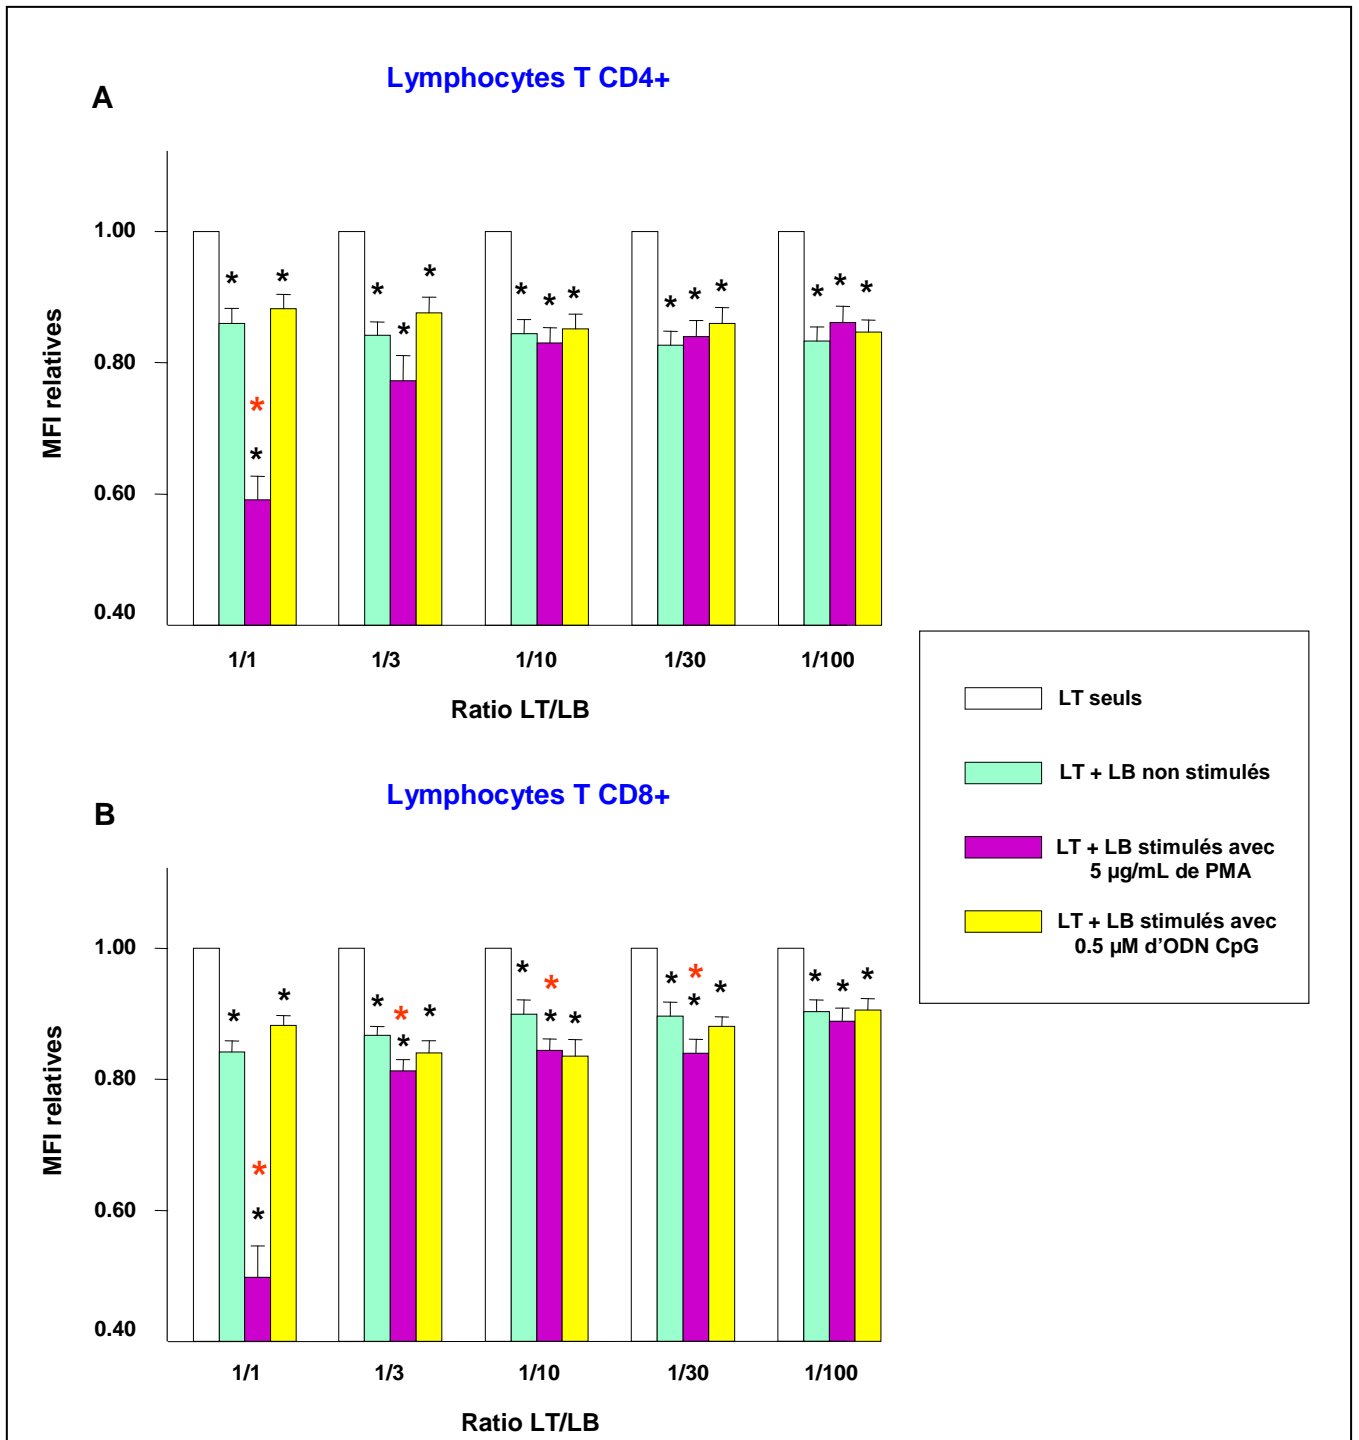 Lymphocytes T CD4+
A
MFI relatives
1.00
0.80
0.60
0.40
* * * * * * * * * * * * * * * *
1/1 1/3 1/10 1/30 1/100
Ratio LT/LB
LT seuls
LT + LB non stimulés
LT + LB stimulés avec
5 µg/mL de PMA
LT + LB stimulés avec
0.5 µM d’ODN CpG
Lymphocytes T CD8+
B
MFI relatives
1.00
0.80
0.60
0.40
* * * * * * * * * * * * * * * * * * *
1/1 1/3 1/10 1/30 1/100
Ratio LT/LB